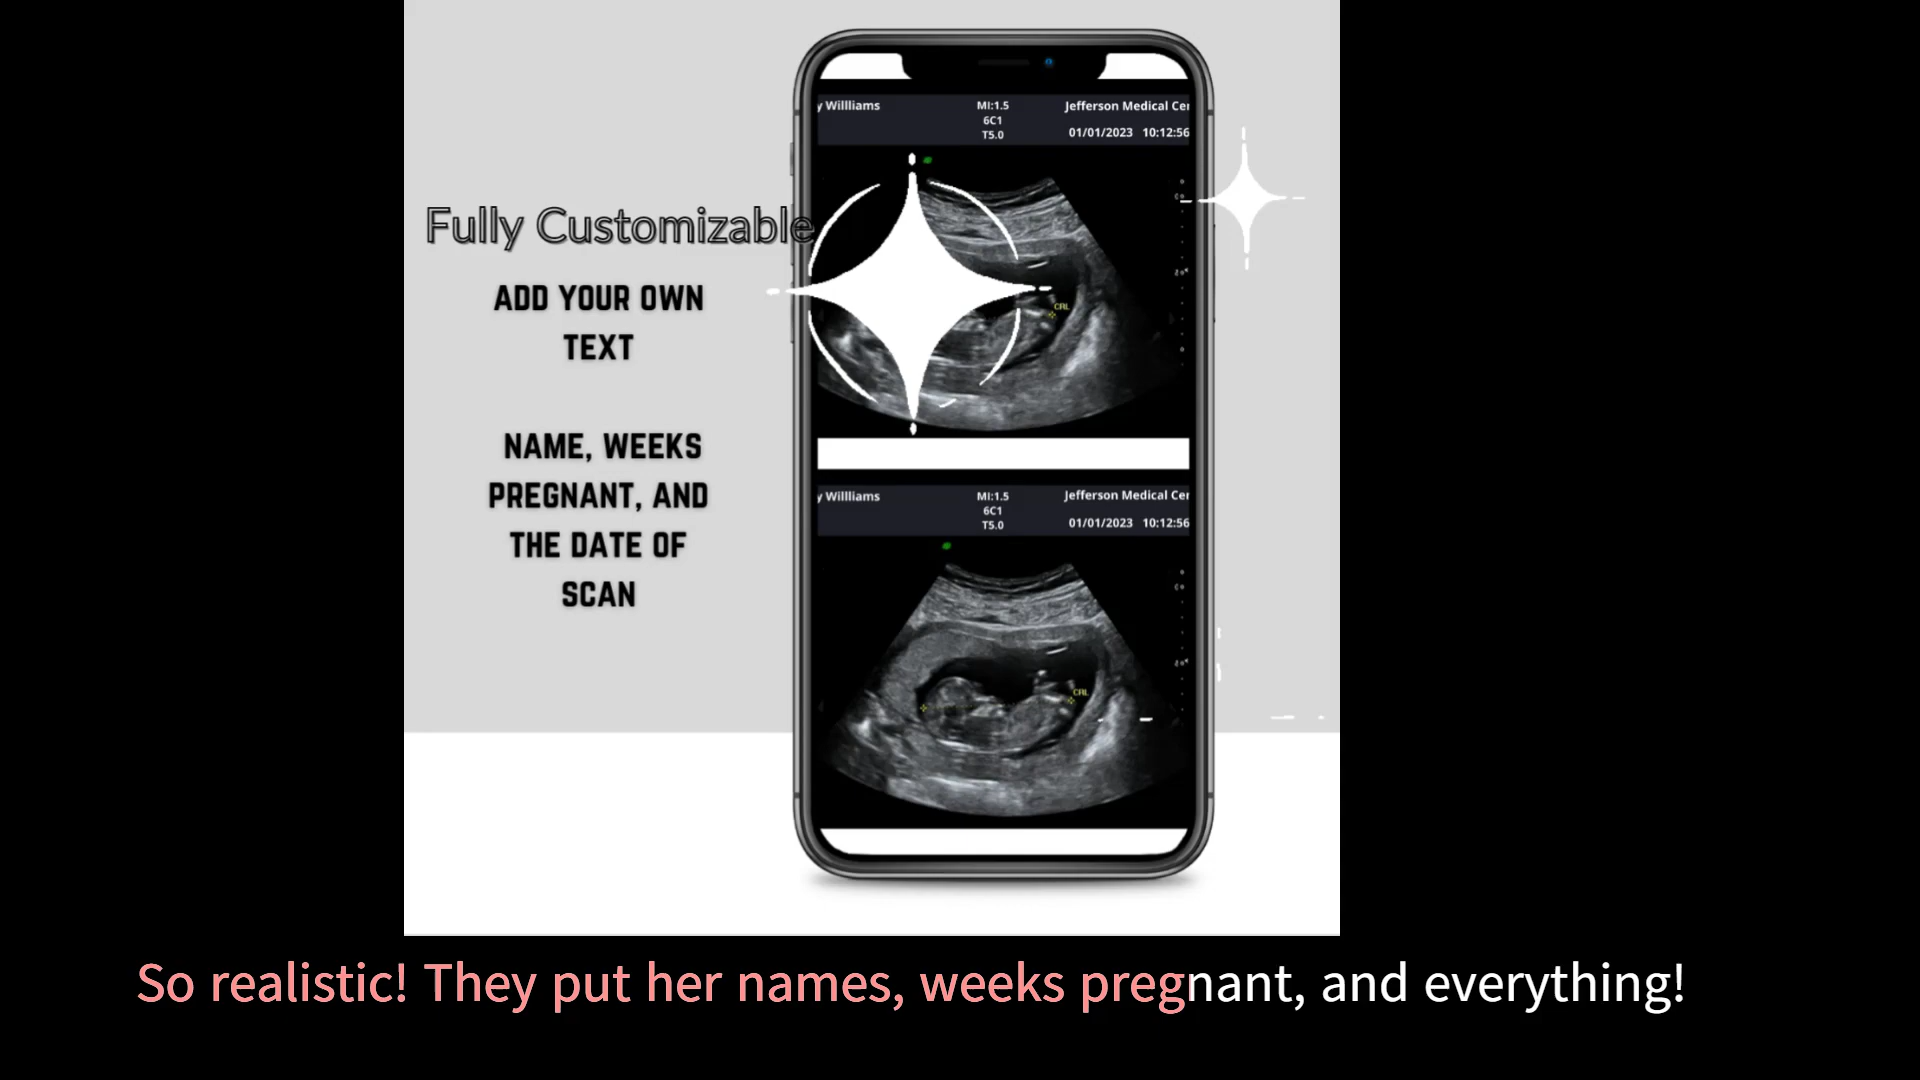 y Willliams MI:1.5 Jefferson Medical Cer
6C1
T5.0 01/01/2023 10:12:56
Fully Customizable
ADD YOUR OWN
TEXT
NAME, WEEKS
PREGNANT, AND
THE DATE OF
SCAN
CRL
y Willliams MI:1.5 Jefferson Medical Cer
6C1
T5.0 01/01/2023 10:12:56
CRL
So realistic! They put her names, weeks pregnant, and everything!